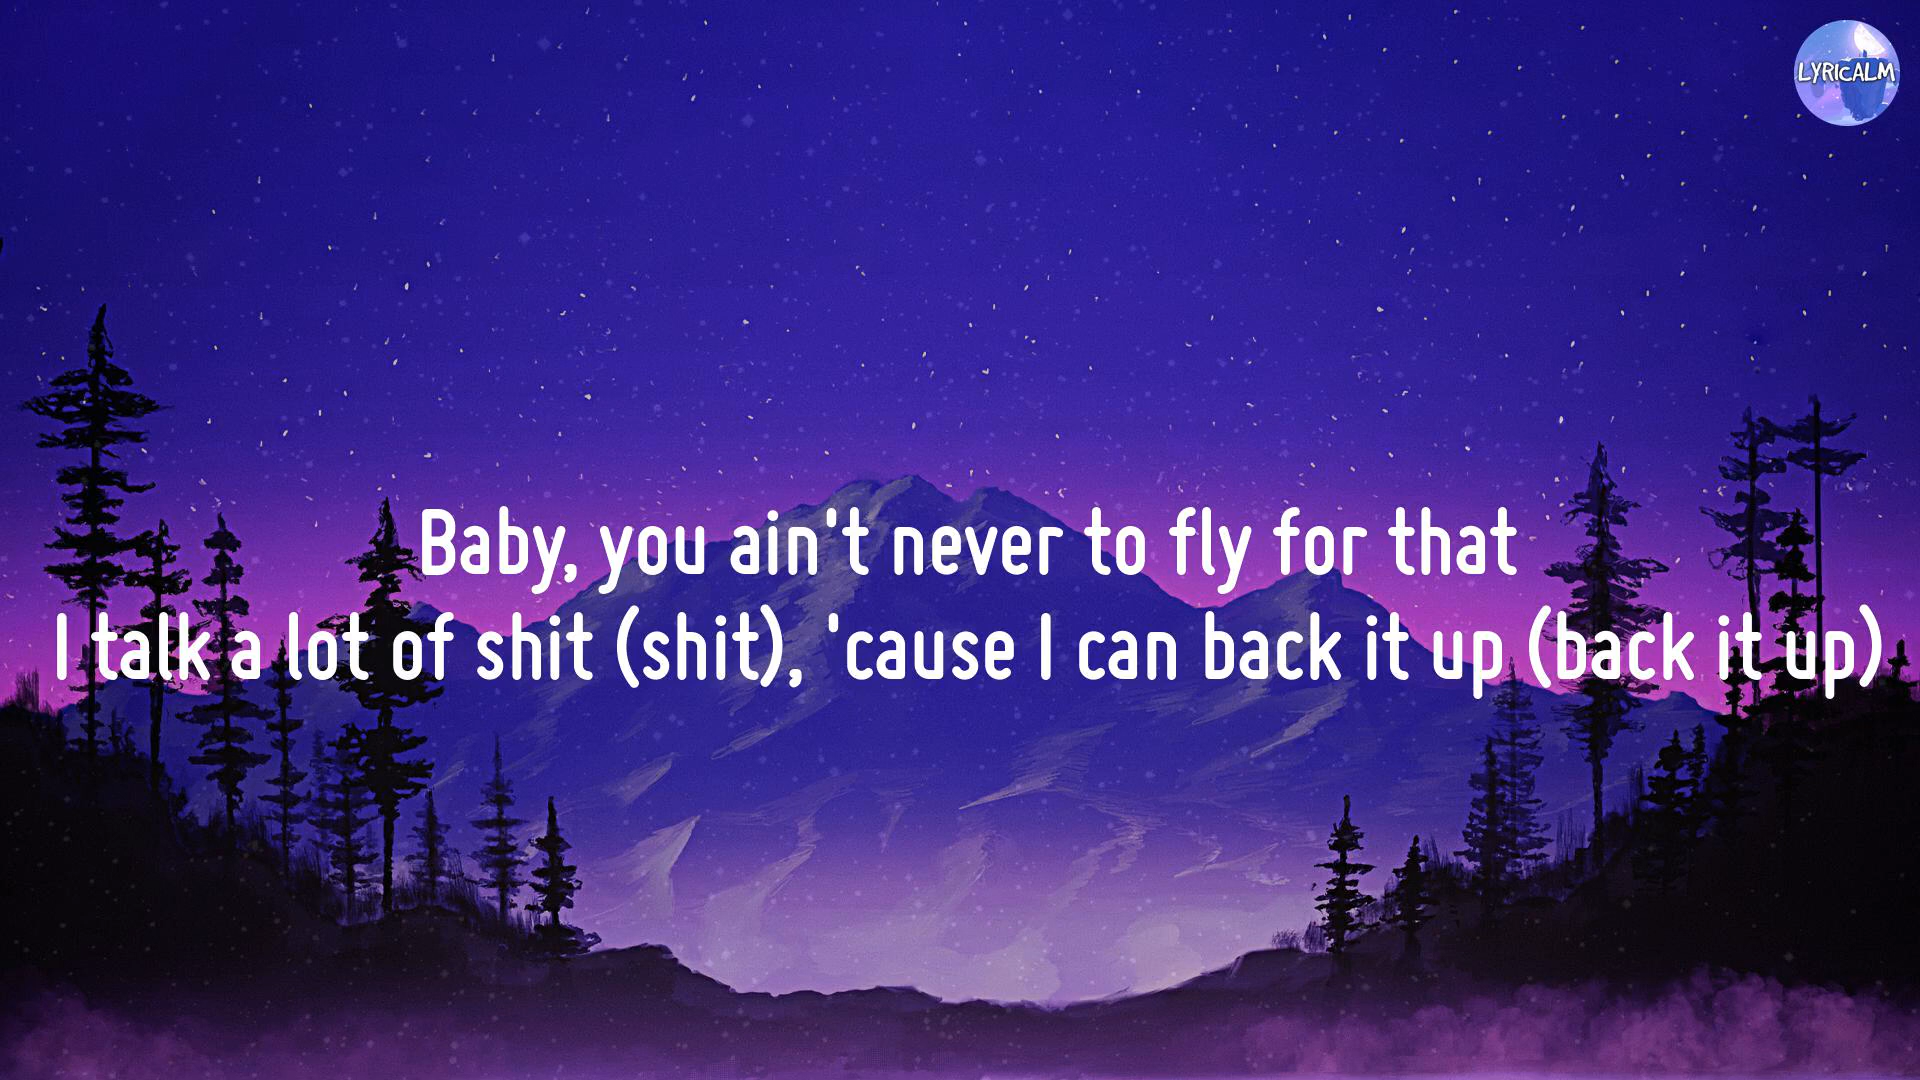 LYRICALM
Baby, you ain't never to fly for that
I talk a lot of shit (shit), 'cause I can back it up (back it up)